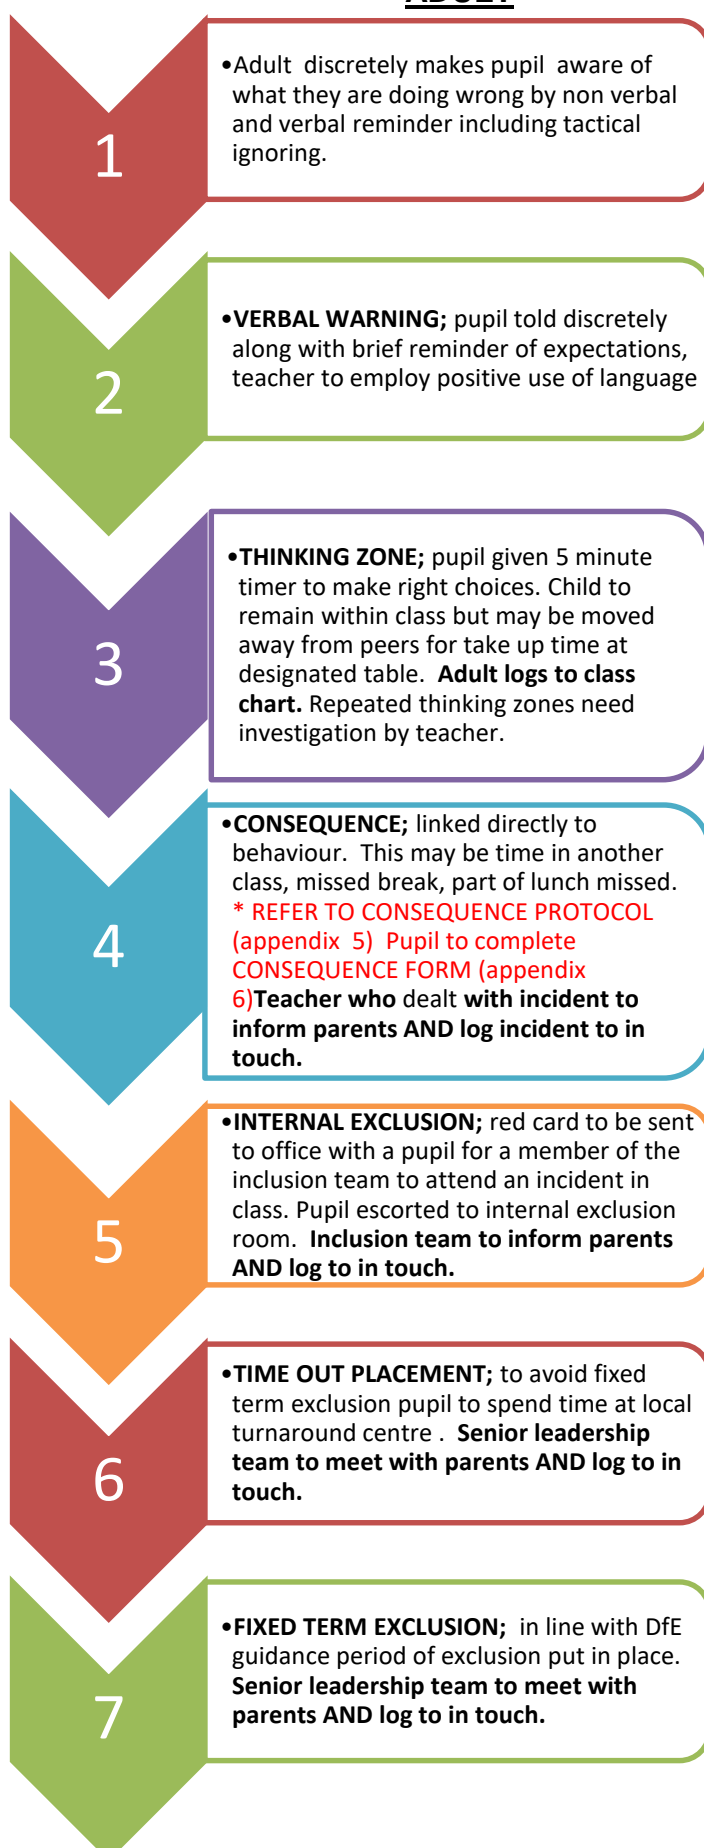 ADULT
1
•Adult discretely makes pupil aware of
what they are doing wrong by non verbal
and verbal reminder including tactical
ignoring.
2
•VERBAL WARNING; pupil told discretely
along with brief reminder of expectations,
teacher to employ positive use of language
3
•THINKING ZONE; pupil given 5 minute
timer to make right choices. Child to
remain within class but may be moved
away from peers for take up time at
designated table. Adult logs to class
chart. Repeated thinking zones need
investigation by teacher.
4
•CONSEQUENCE; linked directly to
behaviour. This may be time in another
class, missed break, part of lunch missed.
* REFER TO CONSEQUENCE PROTOCOL
(appendix 5) Pupil to complete
CONSEQUENCE FORM (appendix
6)Teacher who dealt with incident to
inform parents AND log incident to in
touch.
5
•INTERNAL EXCLUSION; red card to be sent
to office with a pupil for a member of the
inclusion team to attend an incident in
class. Pupil escorted to internal exclusion
room. Inclusion team to inform parents
AND log to in touch.
6
•TIME OUT PLACEMENT; to avoid fixed
term exclusion pupil to spend time at local
turnaround centre . Senior leadership
team to meet with parents AND log to in
touch.
7
•FIXED TERM EXCLUSION; in line with DfE
guidance period of exclusion put in place.
Senior leadership team to meet with
parents AND log to in touch.